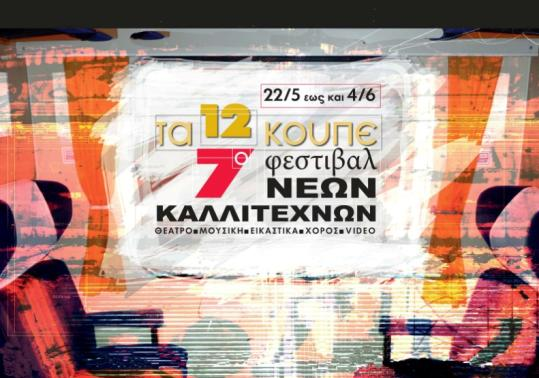 22/5 εως και 4/6
τα 12 κουπε
7ο φεστιβαλ
ΝΕΩΝ
ΚΑΛΛΙΤΕΧΝΩΝ
ΘΕΑΤΡΟ■ΜΟΥΣΙΚΗ■ΕΙΚΑΣΤΙΚΑ■ΧΟΡΟΣ■VIDEO